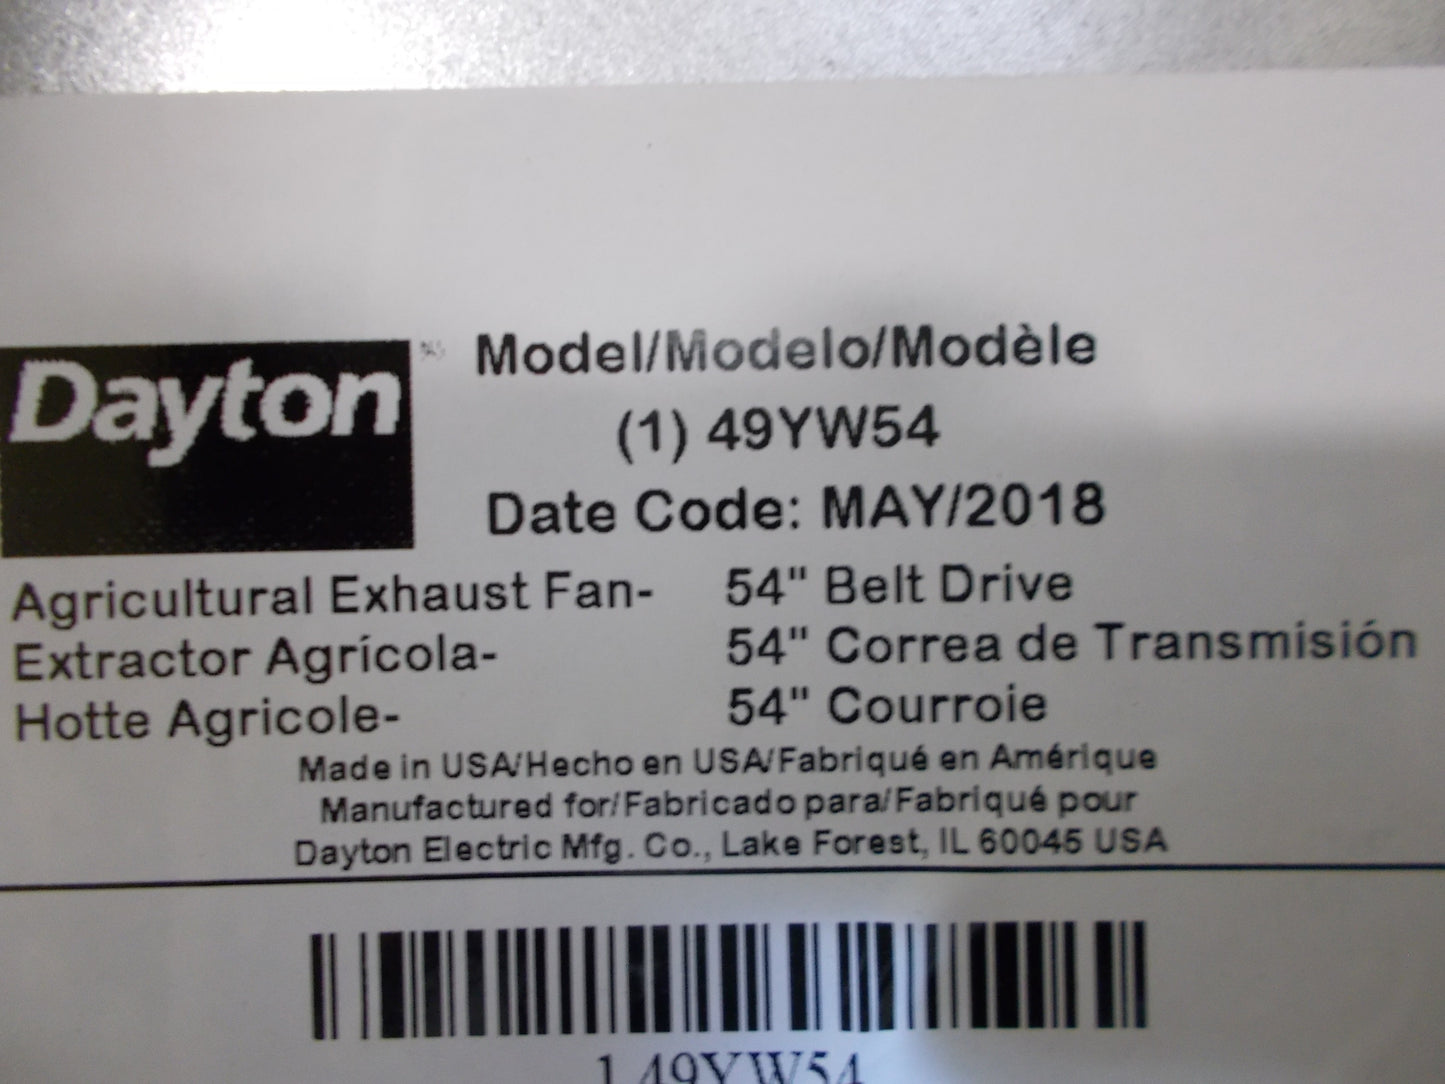 Dayton
Model/Modelo/Modèle
(1) 49YW54
Date Code: MAY/2018
Agricultural Exhaust Fan- 54" Belt Drive
Extractor Agrícola- 54" Correa de Transmisión
Hotte Agricole- 54" Courroie
Made in USA/Hecho en USA/Fabriqué en Amérique
Manufactured for/Fabricado para/Fabriqué pour
Dayton Electric Mfg. Co., Lake Forest, IL 60045 USA
1 49YW54